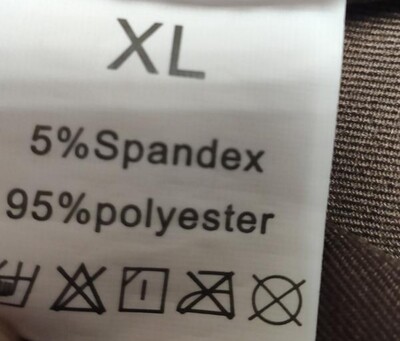 XL
5%Spandex
95%polyester